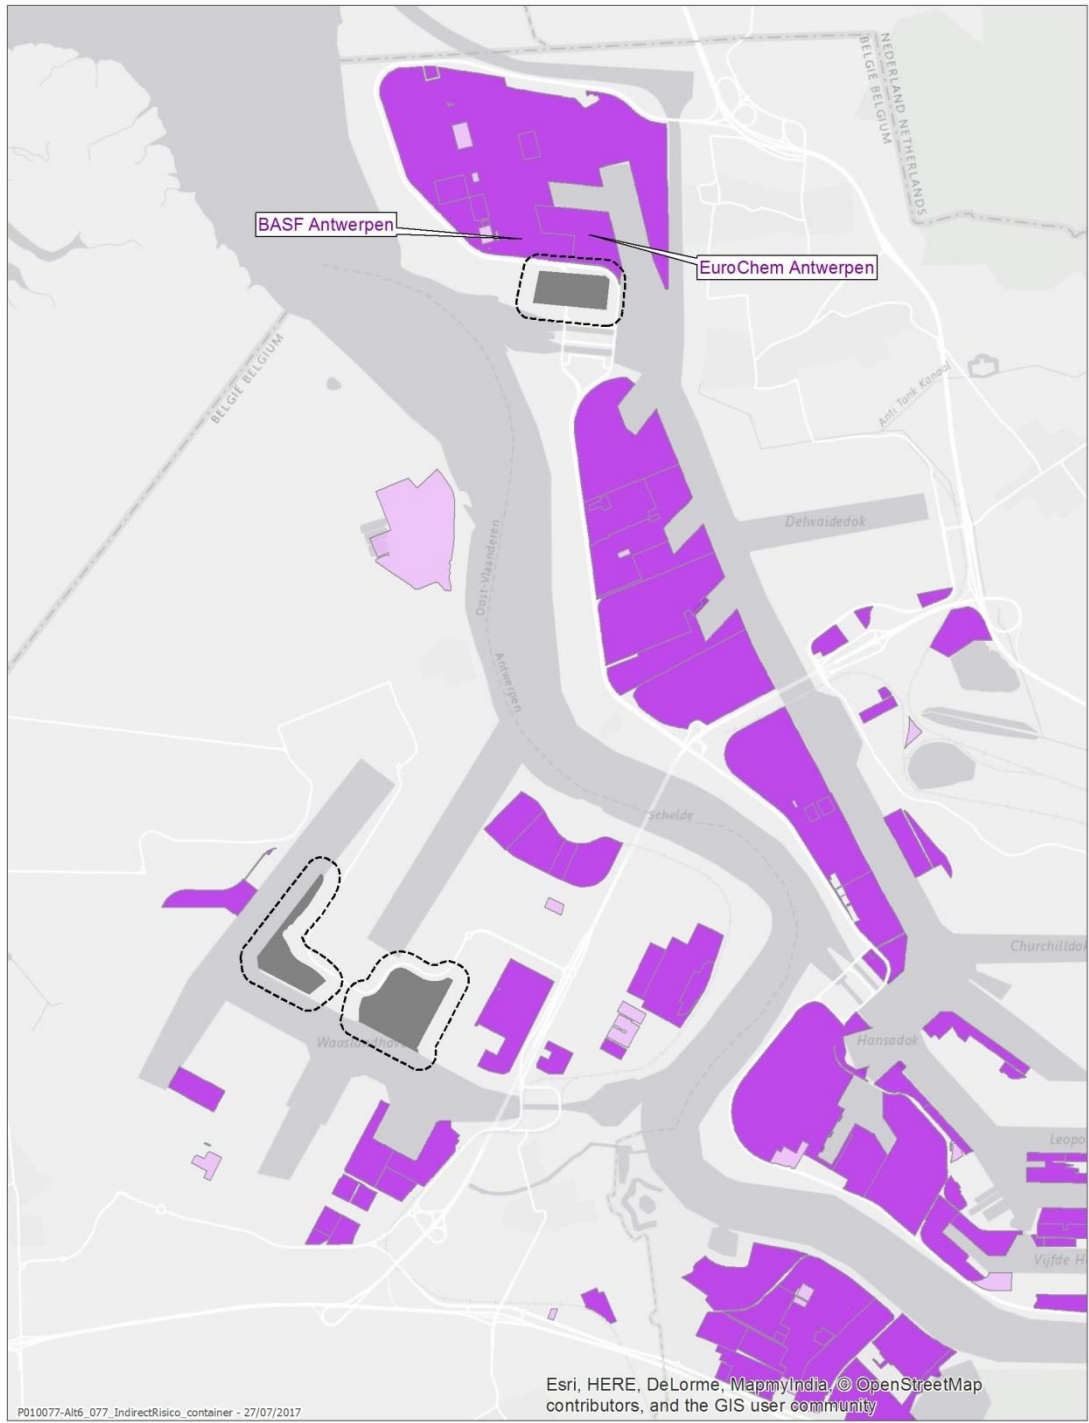 NEDERLAND NETHERLANDS
BELGIE BELGIUM
BASF Antwerpen
EuroChem Antwerpen
BELGIE BELGIUM
Anti Tank Kanaal
Delwaidedok
Oost-Vlaanderen
Antwerpen
Schelde
Churchilldok
Waaslandhaven
Hansadok
Leopo
Vijfde H
Esri, HERE, DeLorme, MapmyIndia, © OpenStreetMap
contributors, and the GIS user community
P010077-Alt6_077_IndirectRisico_container - 27/07/2017